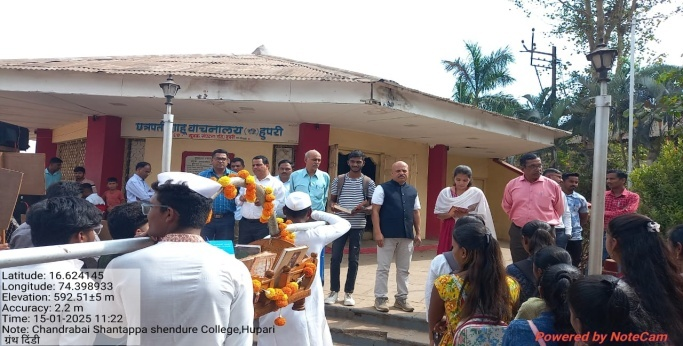 छत्रपती शाहू वाचनालय हुपरी
Latitude: 16.624145
Longitude: 74.398933
Elevation: 592.51±5 m
Accuracy: 2.2 m
Time: 15-01-2025 11:22
Note: Chandrabai Shantappa shendure College,Hupari
ग्रंथ दिंडी
Powered by NoteCam